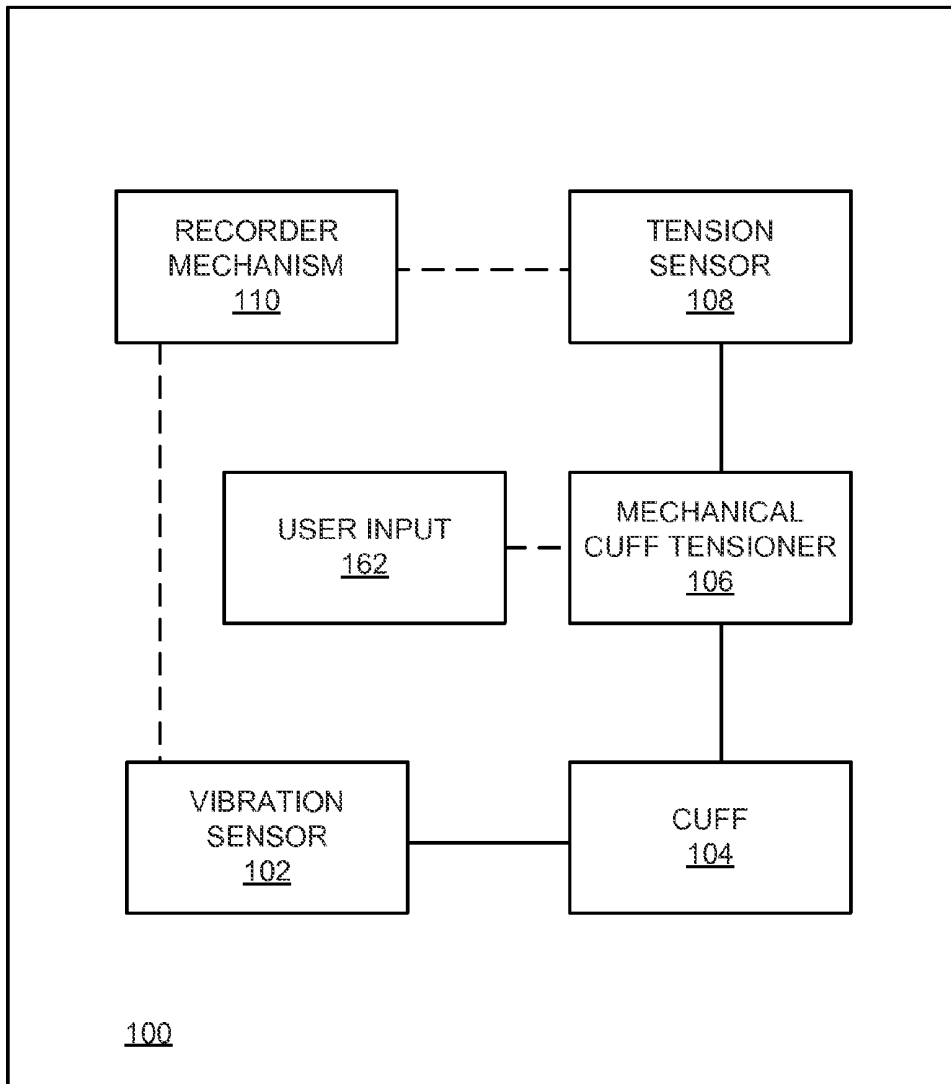 RECORDER
MECHANISM
110
TENSION
SENSOR
108
USER INPUT
162
MECHANICAL
CUFF TENSIONER
106
VIBRATION
SENSOR
102
CUFF
104
100